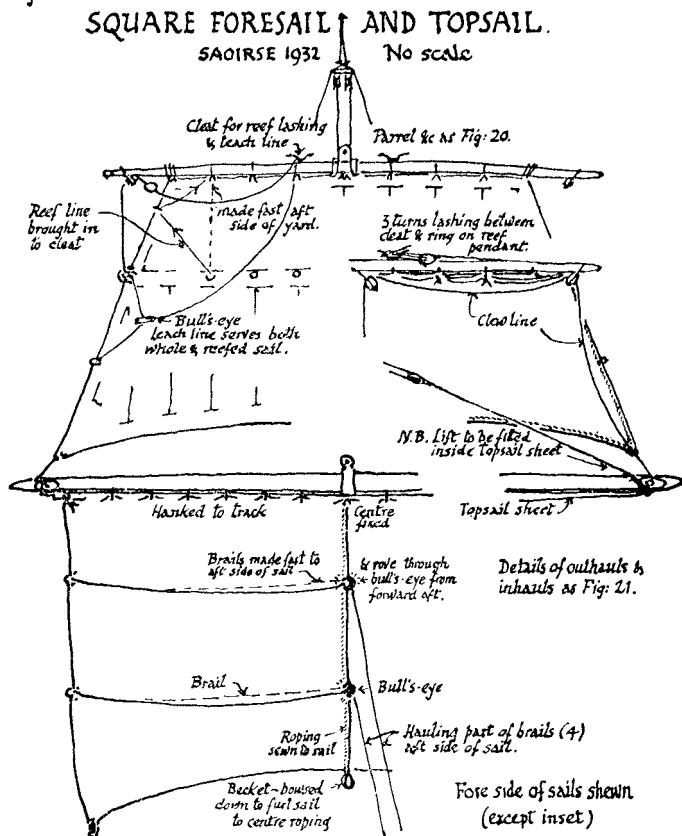 SQUARE FORESAIL AND TOPSAIL.
SAOIRSE 1932 No scale
Cleat for reef lashing
& leach line
Parrel &c as Fig: 20.
Reef line
brought in
to cleat
made fast aft
side of yard.
3 turns lashing between
cleat & ring on reef
pendant.
Bull's-eye
leach line serves both
whole & reefed sail.
Clewline
N.B. Lift to be fitted
inside Topsail sheet
Hanked to track
Centre
fixed
Topsail sheet
Brails made fast to
aft side of sail
& rove through
bull's-eye from
forward aft.
Details of outhauls &
inhauls as Fig: 21.
Brail
Bull's-eye
Roping
sewn to sail
Hauling part of brails (4)
aft side of sail.
Becket-boused
down to furl sail
to centre roping
Fore side of sails shewn
(except inset)